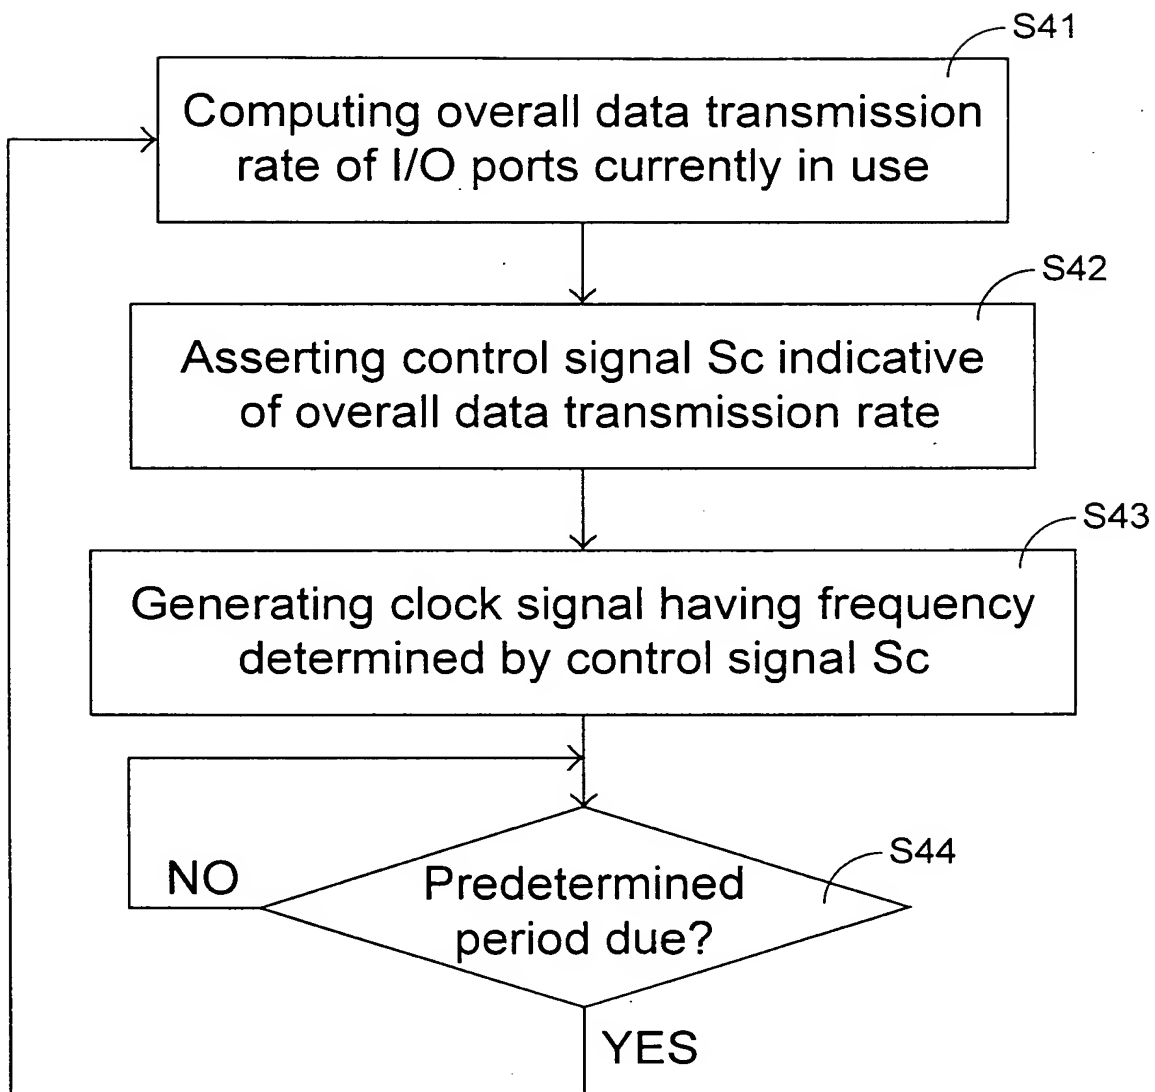 S41
Computing overall data transmission
rate of I/O ports currently in use
S42
Asserting control signal Sc indicative
of overall data transmission rate
S43
Generating clock signal having frequency
determined by control signal Sc
S44
NO
Predetermined
period due?
YES